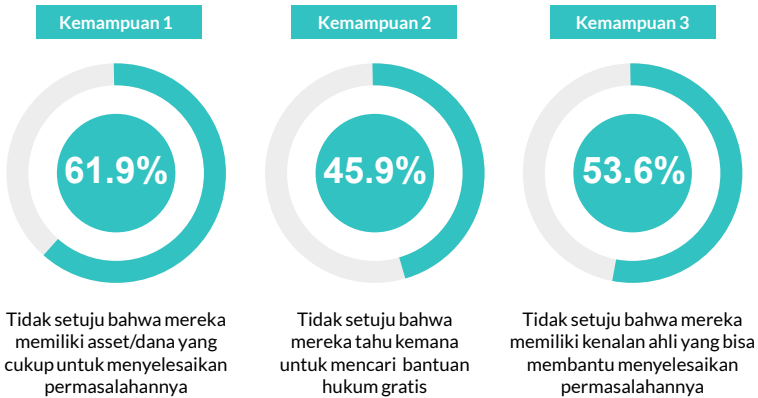 Kemampuan 1
61.9%
Tidak setuju bahwa mereka
memiliki asset/dana yang
cukup untuk menyelesaikan
permasalahannya
Kemampuan 2
45.9%
Tidak setuju bahwa
mereka tahu kemana
untuk mencari bantuan
hukum gratis
Kemampuan 3
53.6%
Tidak setuju bahwa mereka
memiliki kenalan ahli yang bisa
membantu menyelesaikan
permasalahannya